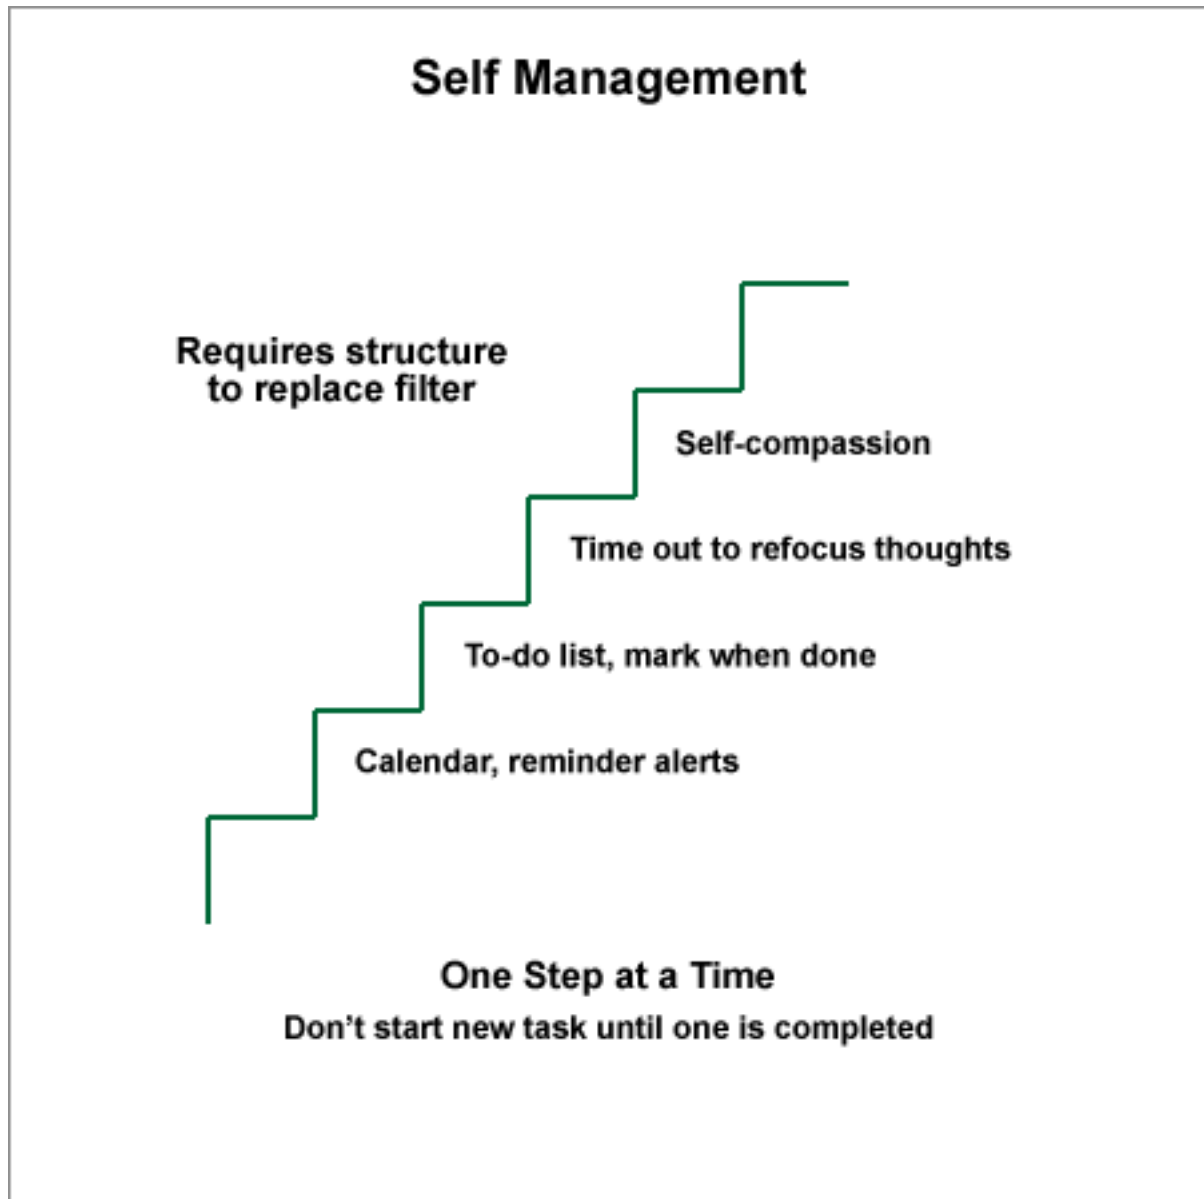 Self Management
Requires structure
to replace filter
Self-compassion
Time out to refocus thoughts
To-do list, mark when done
Calendar, reminder alerts
One Step at a Time
Don’t start new task until one is completed